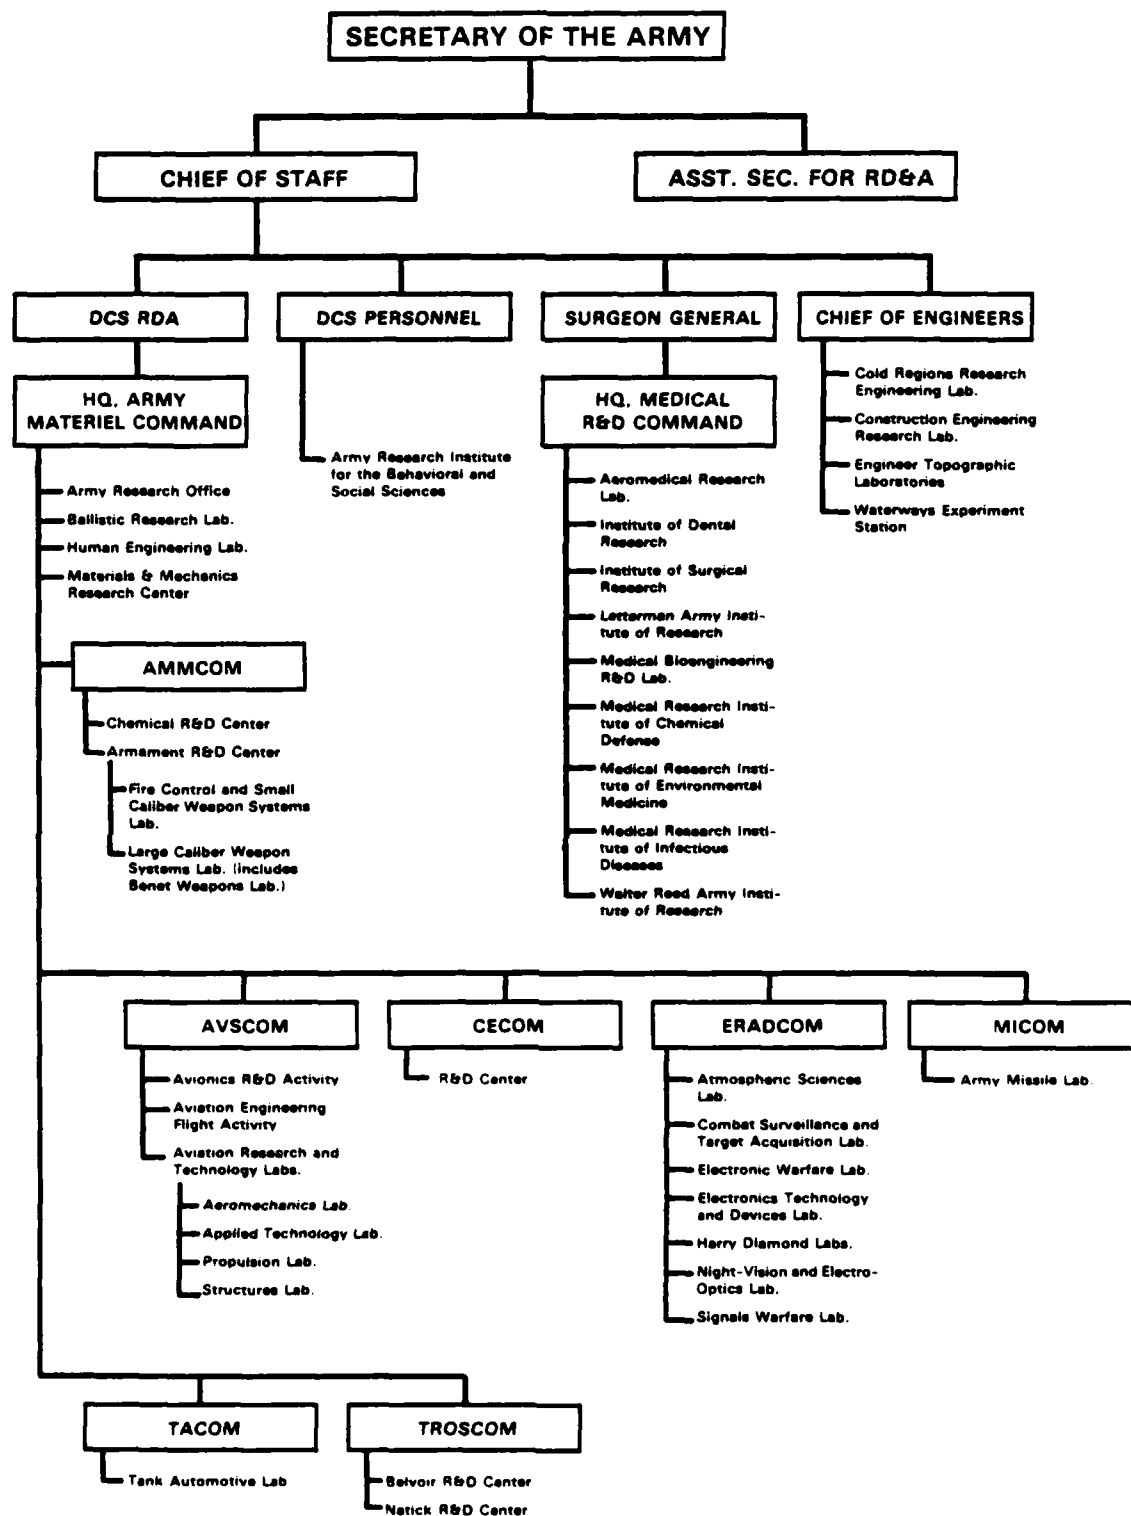 SECRETARY OF THE ARMY
CHIEF OF STAFF
ASST. SEC. FOR RD&A
DCS RDA
DCS PERSONNEL
SURGEON GENERAL
CHIEF OF ENGINEERS
HQ. ARMY
MATERIEL COMMAND
Army Research Office
Ballistic Research Lab.
Human Engineering Lab.
Materials & Mechanics
Research Center
Army Research Institute
for the Behavioral and
Social Sciences
HQ. MEDICAL
R&D COMMAND
Aeromedical Research
Lab.
Institute of Dental
Research
Institute of Surgical
Research
Letterman Army Insti-
tute of Research
Medical Bioengineering
R&D Lab.
Medical Research Insti-
tute of Chemical
Defense
Medical Research Insti-
tute of Environmental
Medicine
Medical Research Insti-
tute of Infectious
Diseases
Walter Reed Army Insti-
tute of Research
Cold Regions Research
Engineering Lab.
Construction Engineering
Research Lab.
Engineer Topographic
Laboratories
Waterways Experiment
Station
AMMCOM
Chemical R&D Center
Armament R&D Center
Fire Control and Small
Caliber Weapon Systems
Lab.
Large Caliber Weapon
Systems Lab. (includes
Benet Weapons Lab.)
AVSCOM
Avionics R&D Activity
Aviation Engineering
Flight Activity
Aviation Research and
Technology Labs.
Aeromechanics Lab.
Applied Technology Lab.
Propulsion Lab.
Structures Lab.
CECOM
R&D Center
ERADCOM
Atmospheric Sciences
Lab.
Combat Surveillance and
Target Acquisition Lab.
Electronic Warfare Lab.
Electronics Technology
and Devices Lab.
Harry Diamond Labs.
Night-Vision and Electro-
Optics Lab.
Signals Warfare Lab.
MICOM
Army Missile Lab.
TACOM
Tank Automotive Lab
TROSCOM
Belvoir R&D Center
Natick R&D Center